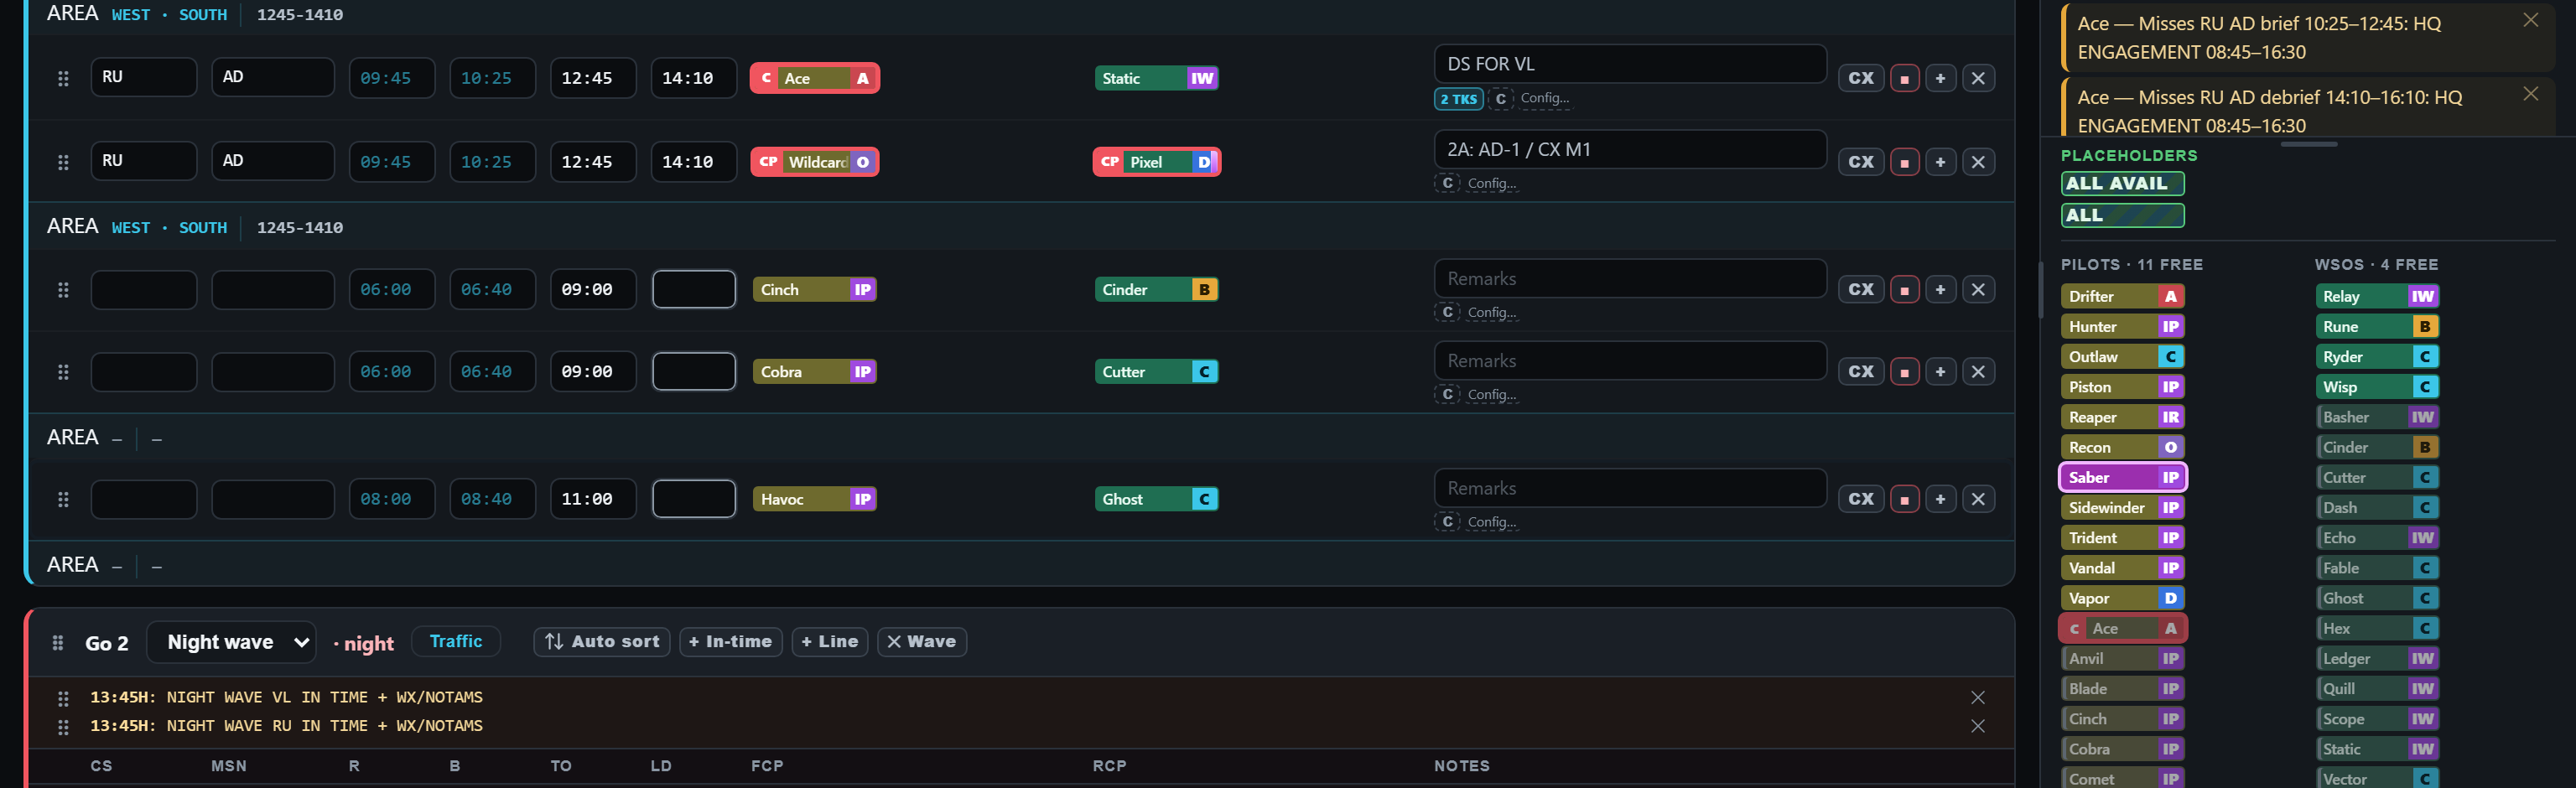 AREA WEST · SOUTH 1245-1410
RU AD 09:45 10:25 12:45 14:10 C Ace A Static IW DS FOR VL CX ■ + ×
2 TKS C Config...
RU AD 09:45 10:25 12:45 14:10 CP Wildcard O CP Pixel D 2A: AD-1 / CX M1 CX ■ + ×
C Config...
AREA WEST · SOUTH 1245-1410
06:00 06:40 09:00 Cinch IP Cinder B Remarks CX ■ + ×
C Config...
06:00 06:40 09:00 Cobra IP Cutter C Remarks CX ■ + ×
C Config...
AREA – –
08:00 08:40 11:00 Havoc IP Ghost C Remarks CX ■ + ×
C Config...
AREA – –
Go 2 Night wave · night Traffic ↑↓ Auto sort + In-time + Line × Wave
13:45H: NIGHT WAVE VL IN TIME + WX/NOTAMS ×
13:45H: NIGHT WAVE RU IN TIME + WX/NOTAMS ×
CS MSN R B TO LD FCP RCP NOTES
Ace — Misses RU AD brief 10:25–12:45: HQ ×
ENGAGEMENT 08:45–16:30
Ace — Misses RU AD debrief 14:10–16:10: HQ ×
ENGAGEMENT 08:45–16:30
PLACEHOLDERS
ALL AVAIL
ALL
PILOTS · 11 FREE
Drifter A
Hunter IP
Outlaw C
Piston IP
Reaper IR
Recon O
Saber IP
Sidewinder IP
Trident IP
Vandal IP
Vapor D
C Ace A
Anvil IP
Blade IP
Cinch IP
Cobra IP
Comet IP
WSOS · 4 FREE
Relay IW
Rune B
Ryder C
Wisp C
Basher IW
Cinder B
Cutter C
Dash C
Echo IW
Fable C
Ghost C
Hex C
Ledger IW
Quill IW
Scope IW
Static IW
Vector C